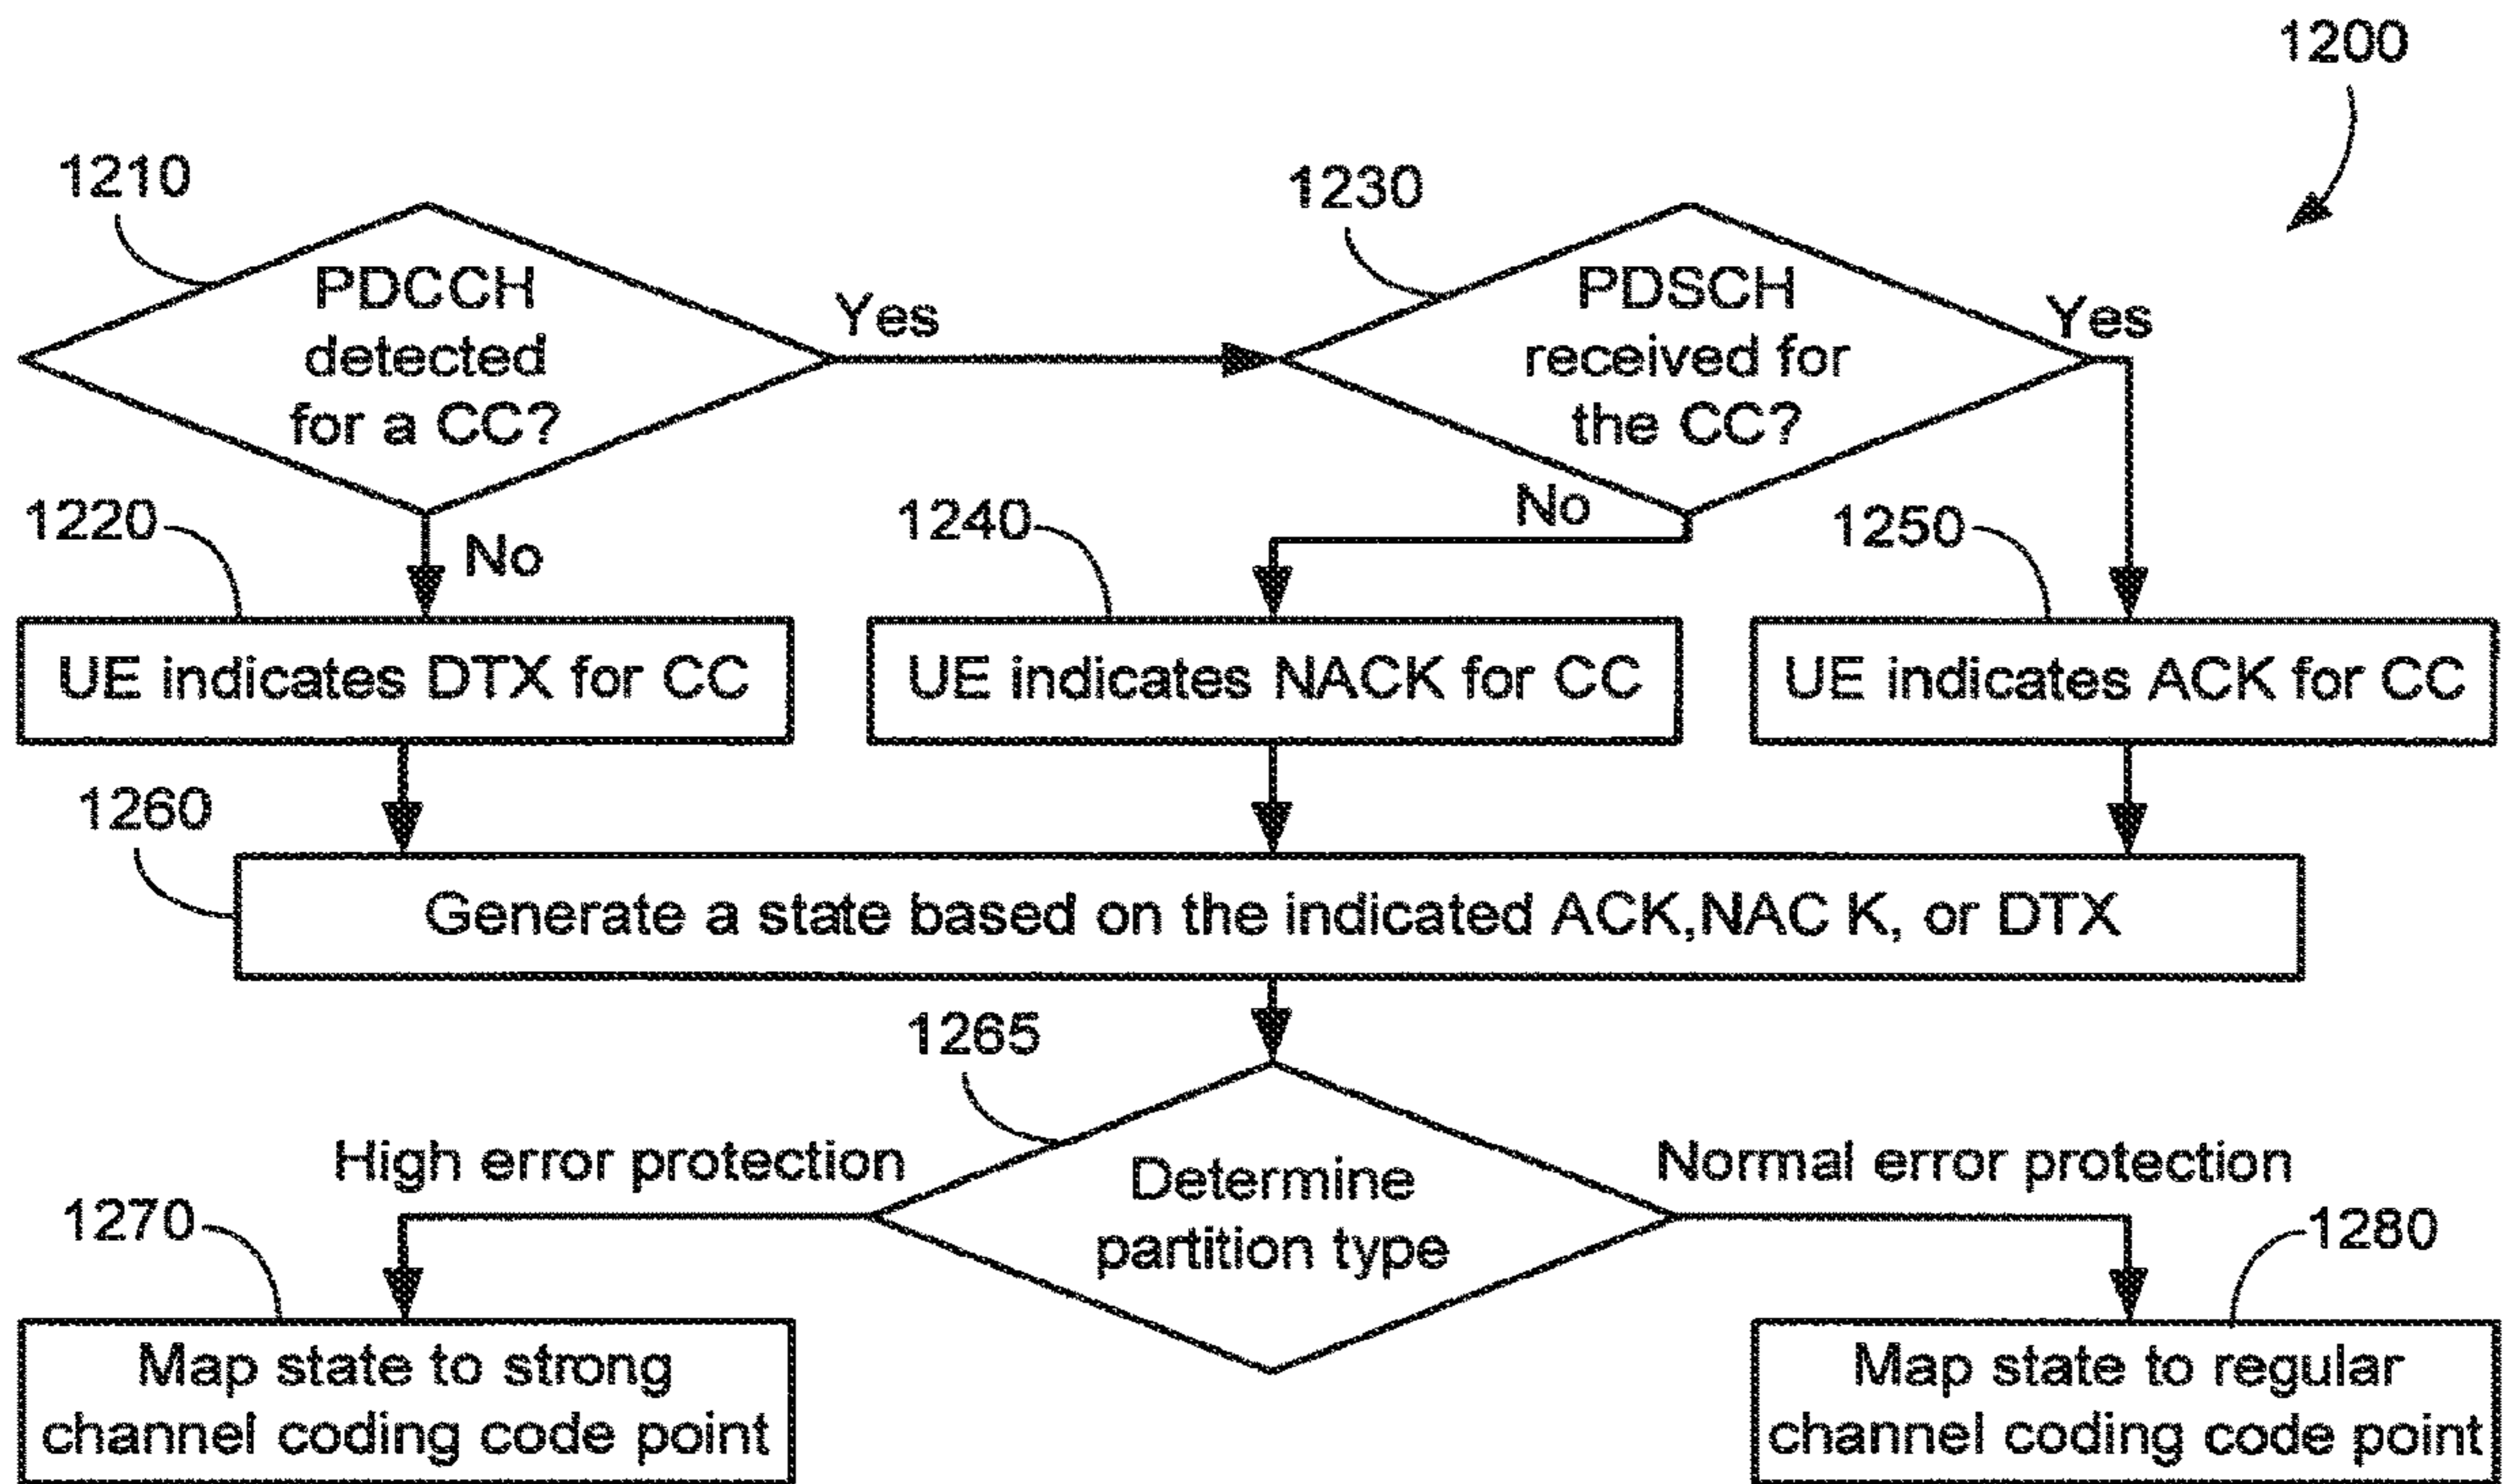 1200
1210
1230
PDCCH
detected
for a CC?
Yes
PDSCH
received for
the CC?
Yes
1220
No
1240
No
1250
UE indicates DTX for CC
UE indicates NACK for CC
UE indicates ACK for CC
1260
Generate a state based on the indicated ACK,NAC K, or DTX
1265
High error protection
Determine
partition type
Normal error protection
1270
1280
Map state to strong
channel coding code point
Map state to regular
channel coding code point